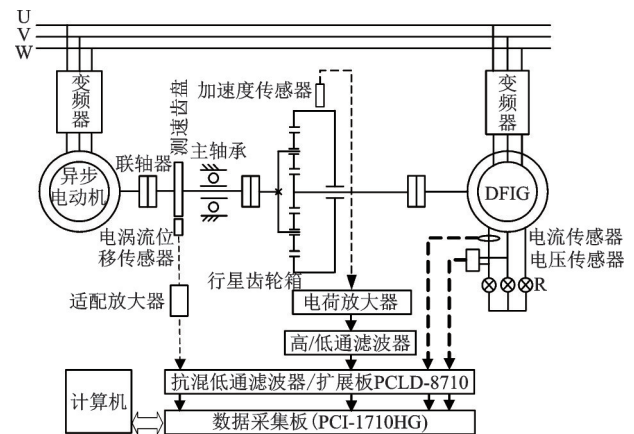 U
V
W
变频器
变频器
加速度传感器
测速齿盘
联轴器
主轴承
异步
电动机
DFIG
电涡流位
移传感器
电流传感器
电压传感器
行星齿轮箱
R
适配放大器
电荷放大器
高/低通滤波器
抗混低通滤波器/扩展板PCLD-8710
计算机
数据采集板(PCI-1710HG)